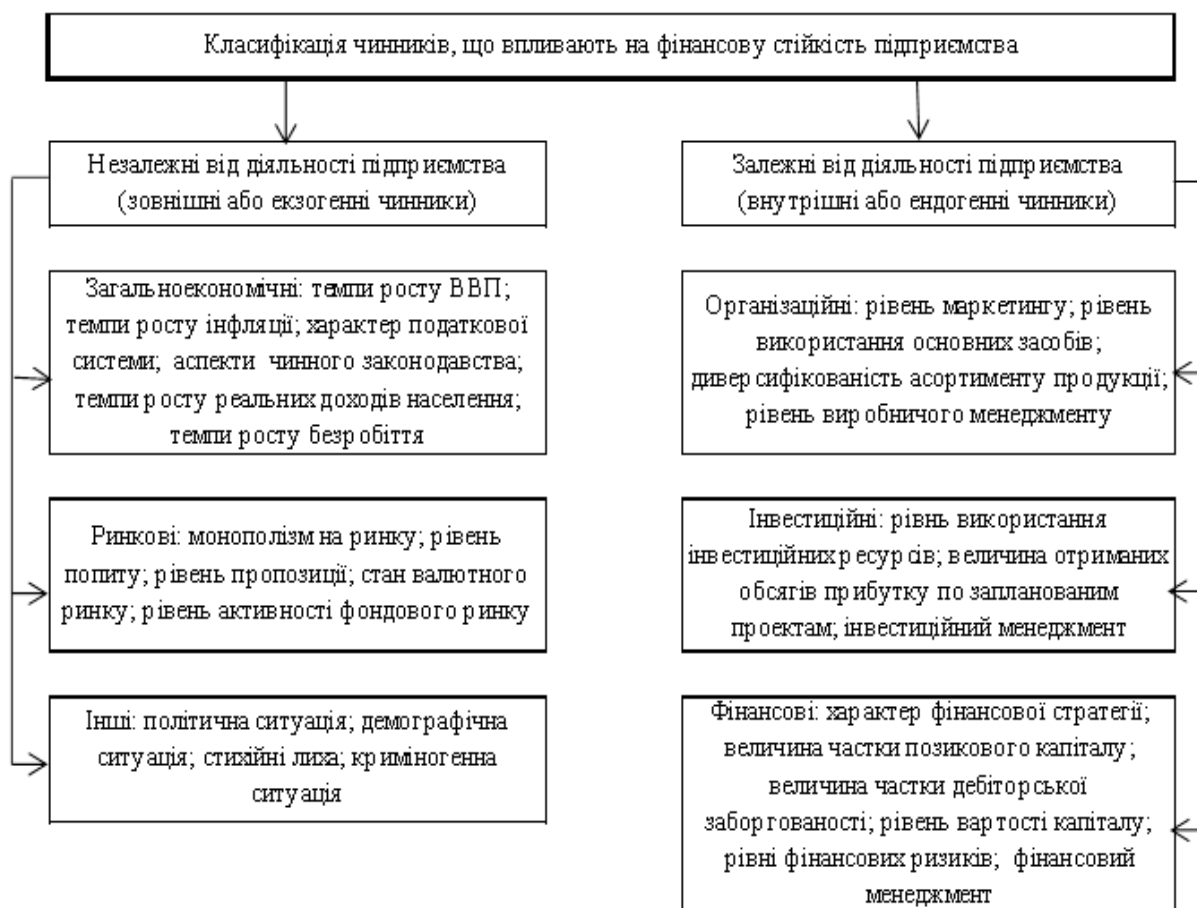 Класифікація чинників, що впливають на фінансову стійкість підприємства
Незалежні від діяльності підприємства
(зовнішні або екзогенні чинники)
Залежні від діяльності підприємства
(внутрішні або ендогенні чинники)
Загальноекономічні: темпи росту ВВП;
темпи росту інфляції; характер податкової
системи; аспекти чинного законодавства;
темпи росту реальних доходів населення;
темпи росту безробіття
Організаційні: рівень маркетингу; рівень
використання основних засобів;
диверсифікованість асортименту продукції;
рівень виробничого менеджменту
Ринкові: монополізм на ринку; рівень
попиту; рівень пропозиції; стан валютного
ринку; рівень активності фондового ринку
Інвестиційні: рівнь використання
інвестиційних ресурсів; величина отриманих
обсягів прибутку по запланованим
проектам; інвестиційний менеджмент
Інші: політична ситуація; демографічна
ситуація; стихійні лиха; криміногенна
ситуація
Фінансові: характер фінансової стратегії;
величина частки позикового капіталу;
величина частки дебіторської
заборгованості; рівень вартості капіталу;
рівні фінансових ризиків; фінансовий
менеджмент